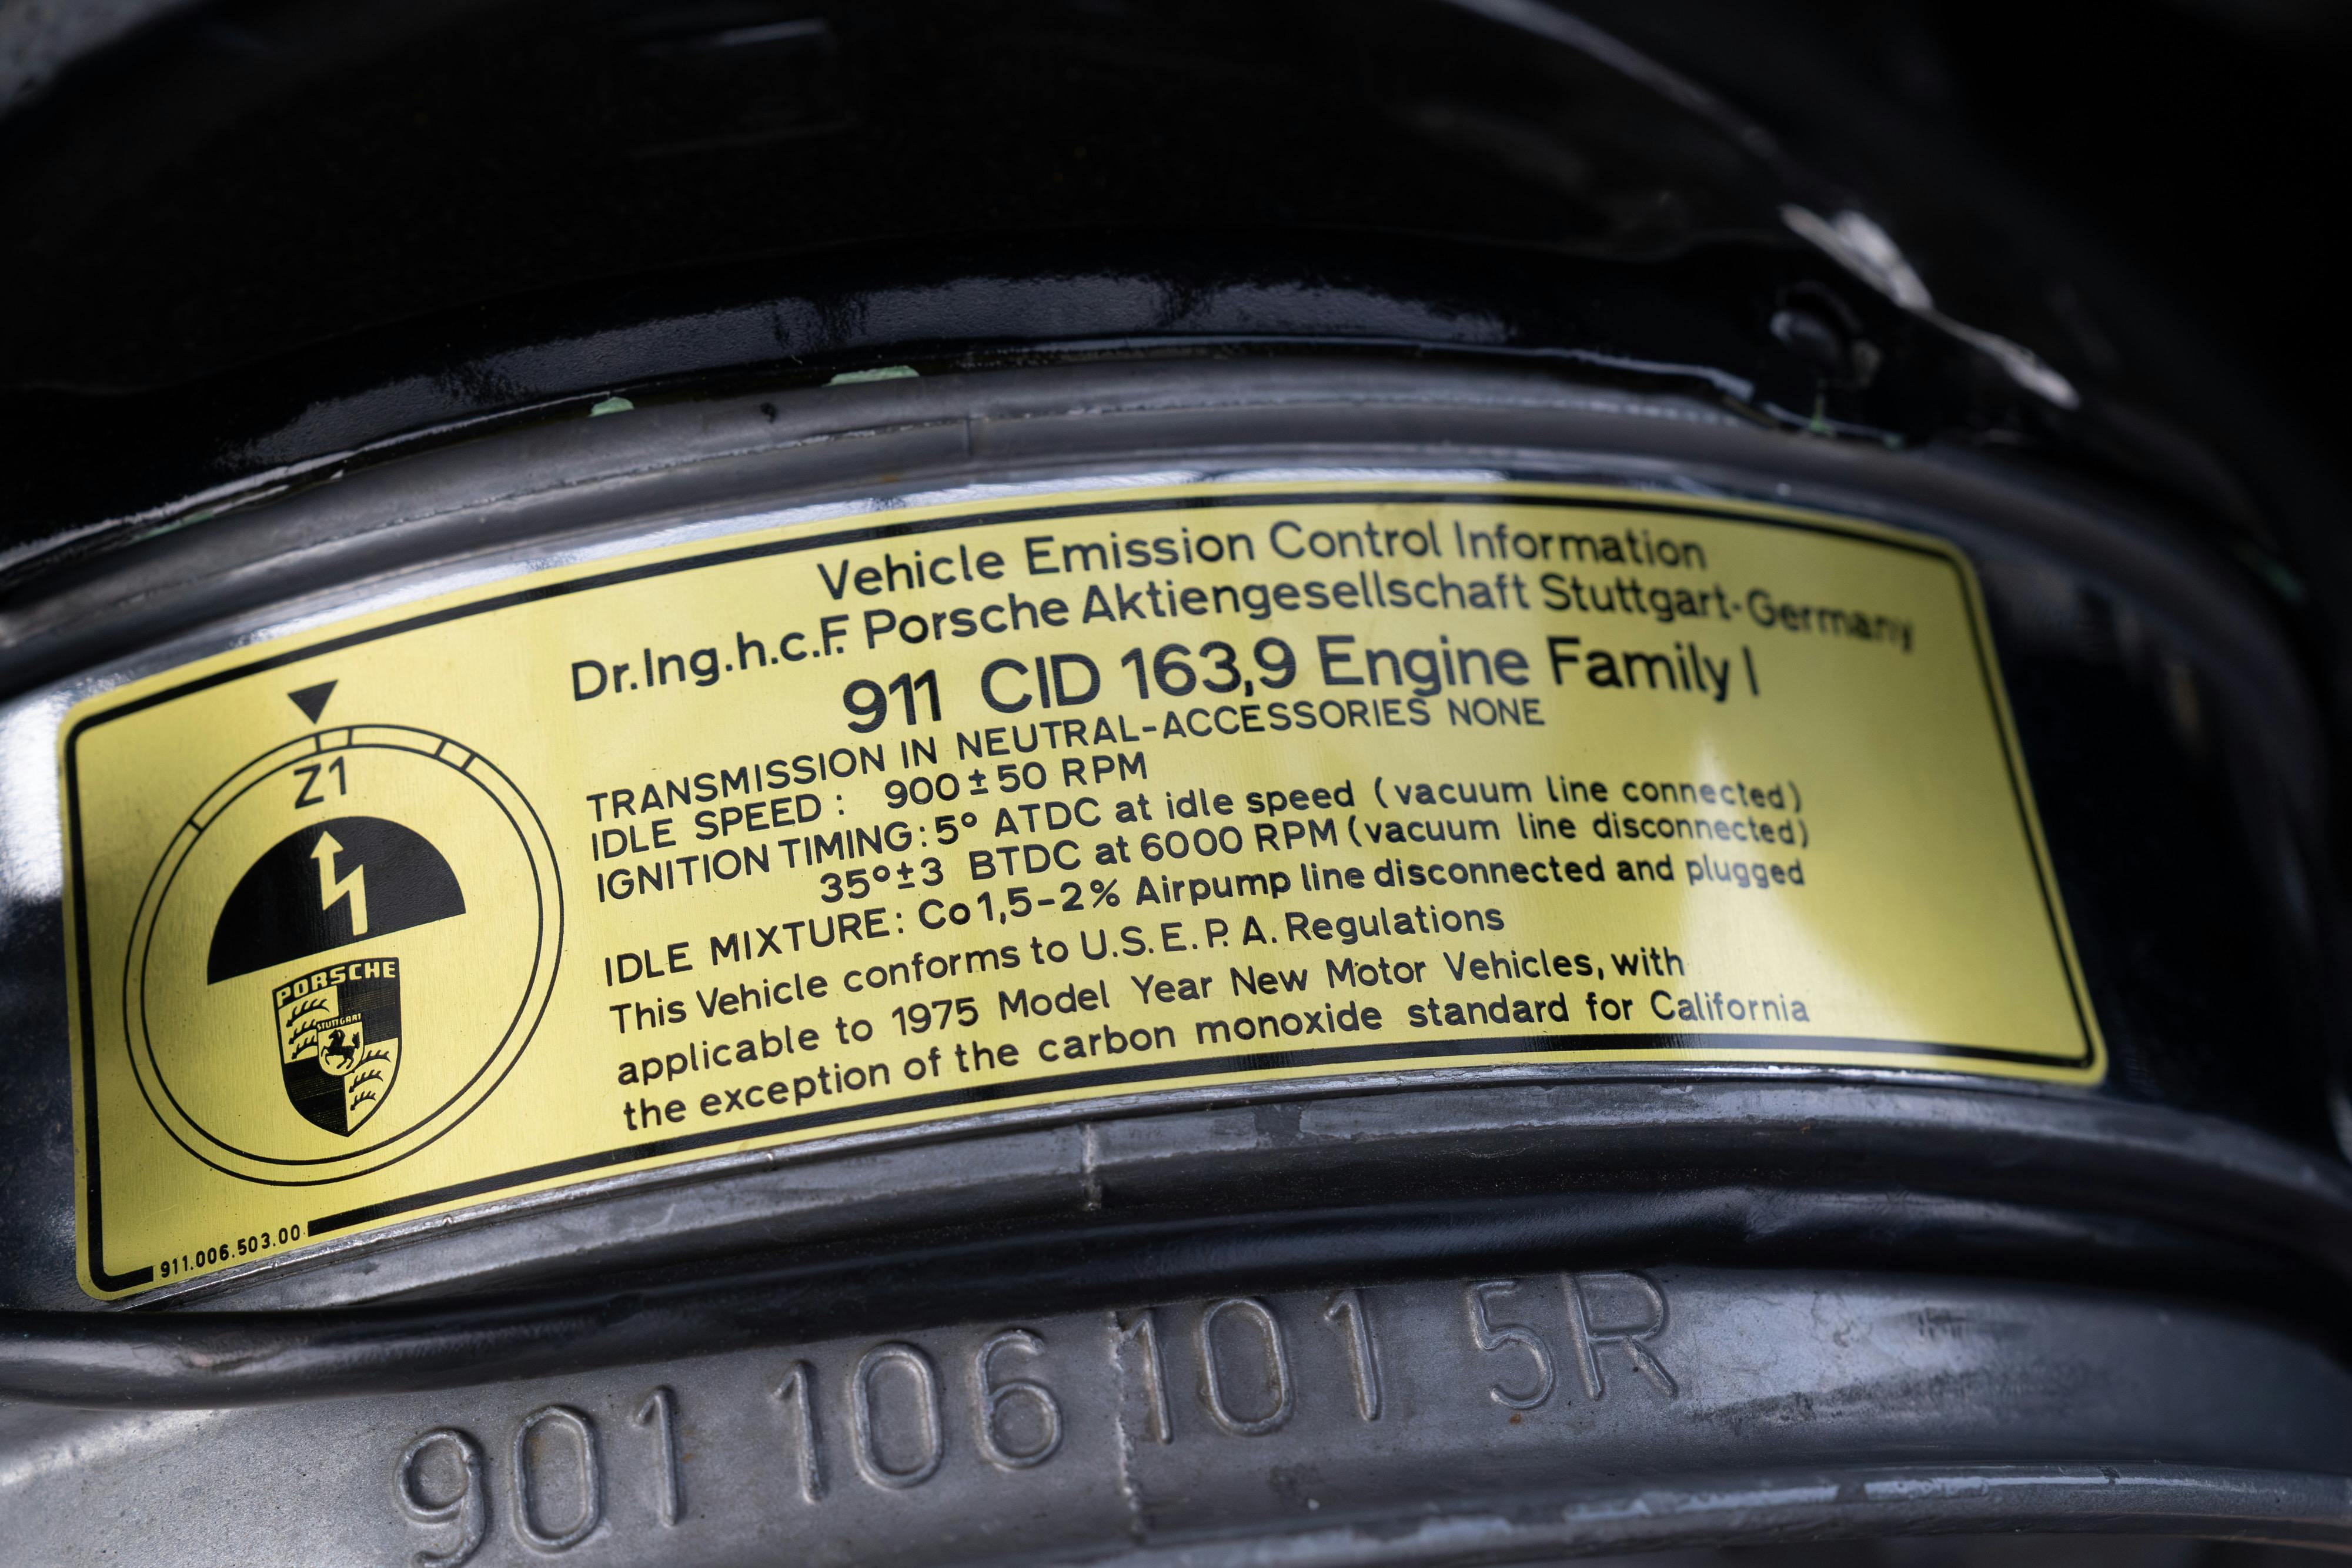 Vehicle Emission Control Information
Dr.Ing.h.c.F. Porsche Aktiengesellschaft Stuttgart-Germany
911 CID 163,9 Engine Family I
TRANSMISSION IN NEUTRAL-ACCESSORIES NONE
IDLE SPEED: 900±50 RPM
IGNITION TIMING: 5° ATDC at idle speed (vacuum line connected)
35°±3 BTDC at 6000 RPM (vacuum line disconnected)
IDLE MIXTURE: Co 1,5-2% Airpump line disconnected and plugged
This Vehicle conforms to U.S.E.P.A. Regulations
applicable to 1975 Model Year New Motor Vehicles, with
the exception of the carbon monoxide standard for California
Z1
PORSCHE
STUTTGART
911.006.503.00
901 106 101 5R